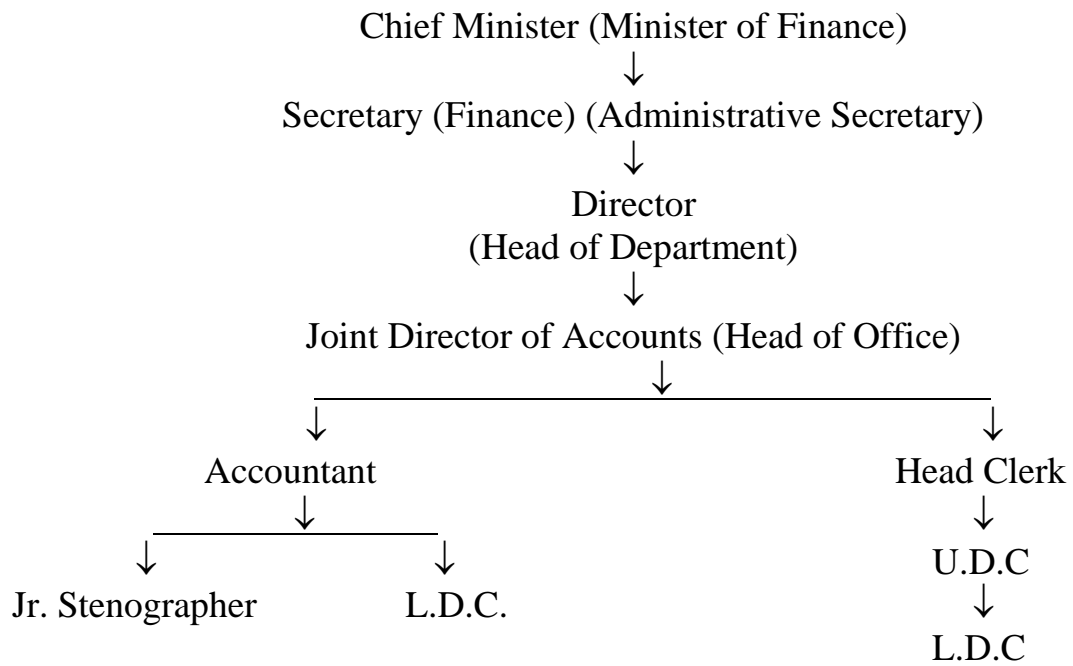 Chief Minister (Minister of Finance)
Secretary (Finance) (Administrative Secretary)
Director
(Head of Department)
Joint Director of Accounts (Head of Office)
Accountant
Head Clerk
U.D.C
Jr. Stenographer
L.D.C.
L.D.C